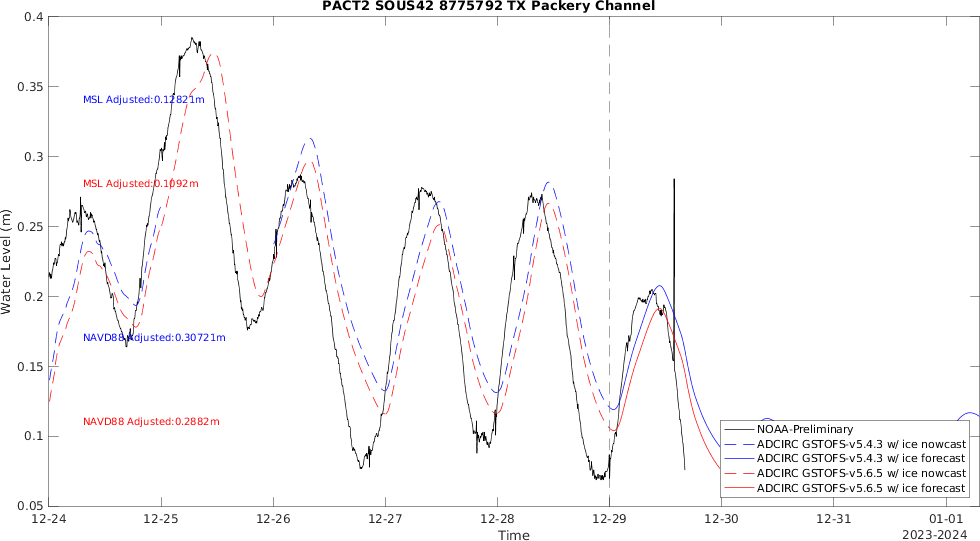 PACT2 SOUS42 8775792 TX Packery Channel
0.4
0.35
0.3
0.25
0.2
0.15
0.1
0.05
Water Level (m)
MSL Adjusted:0.12821m
MSL Adjusted:0.1092m
NAVD88 Adjusted:0.30721m
NAVD88 Adjusted:0.2882m
NOAA-Preliminary
ADCIRC GSTOFS-v5.4.3 w/ ice nowcast
ADCIRC GSTOFS-v5.4.3 w/ ice forecast
ADCIRC GSTOFS-v5.6.5 w/ ice nowcast
ADCIRC GSTOFS-v5.6.5 w/ ice forecast
12-24 12-25 12-26 12-27 12-28 12-29 12-30 12-31 01-01
Time
2023-2024